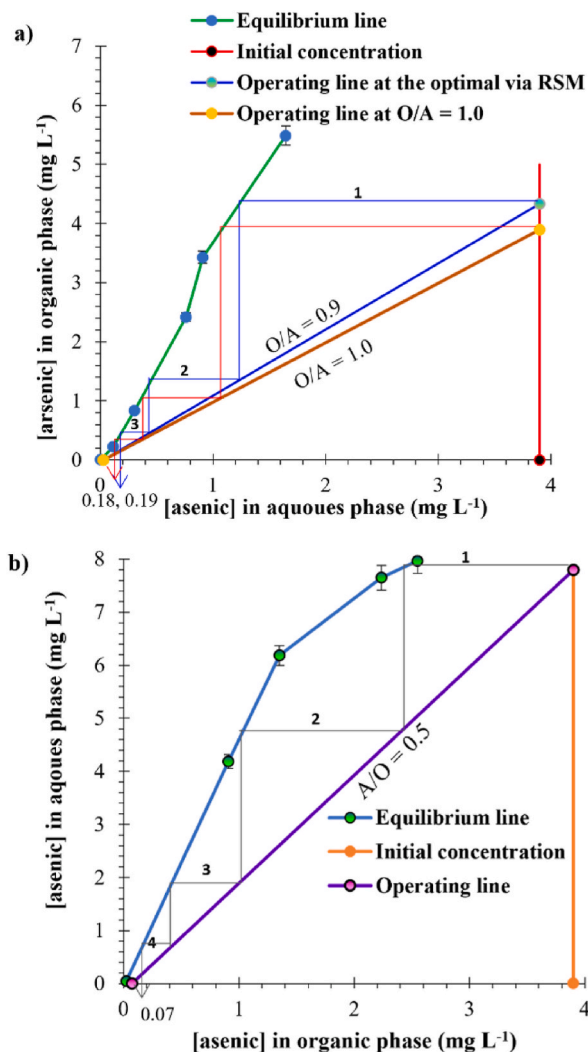 a)
Equilibrium line
Initial concentration
Operating line at the optimal via RSM
Operating line at O/A = 1.0
[arsenic] in organic phase (mg L-1)
7
6
5
4
3
2
1
0
1
2
3
O/A = 0.9
O/A = 1.0
0 1 2 3 4
0.18, 0.19
[asenic] in aquoues phase (mg L-1)
b)
[asenic] in aqoues phase (mg L-1)
8
7
6
5
4
3
2
1
0
1
2
3
4
A/O = 0.5
Equilibrium line
Initial concentration
Operating line
0 1 2 3 4
0.07
[asenic] in organic phase (mg L-1)